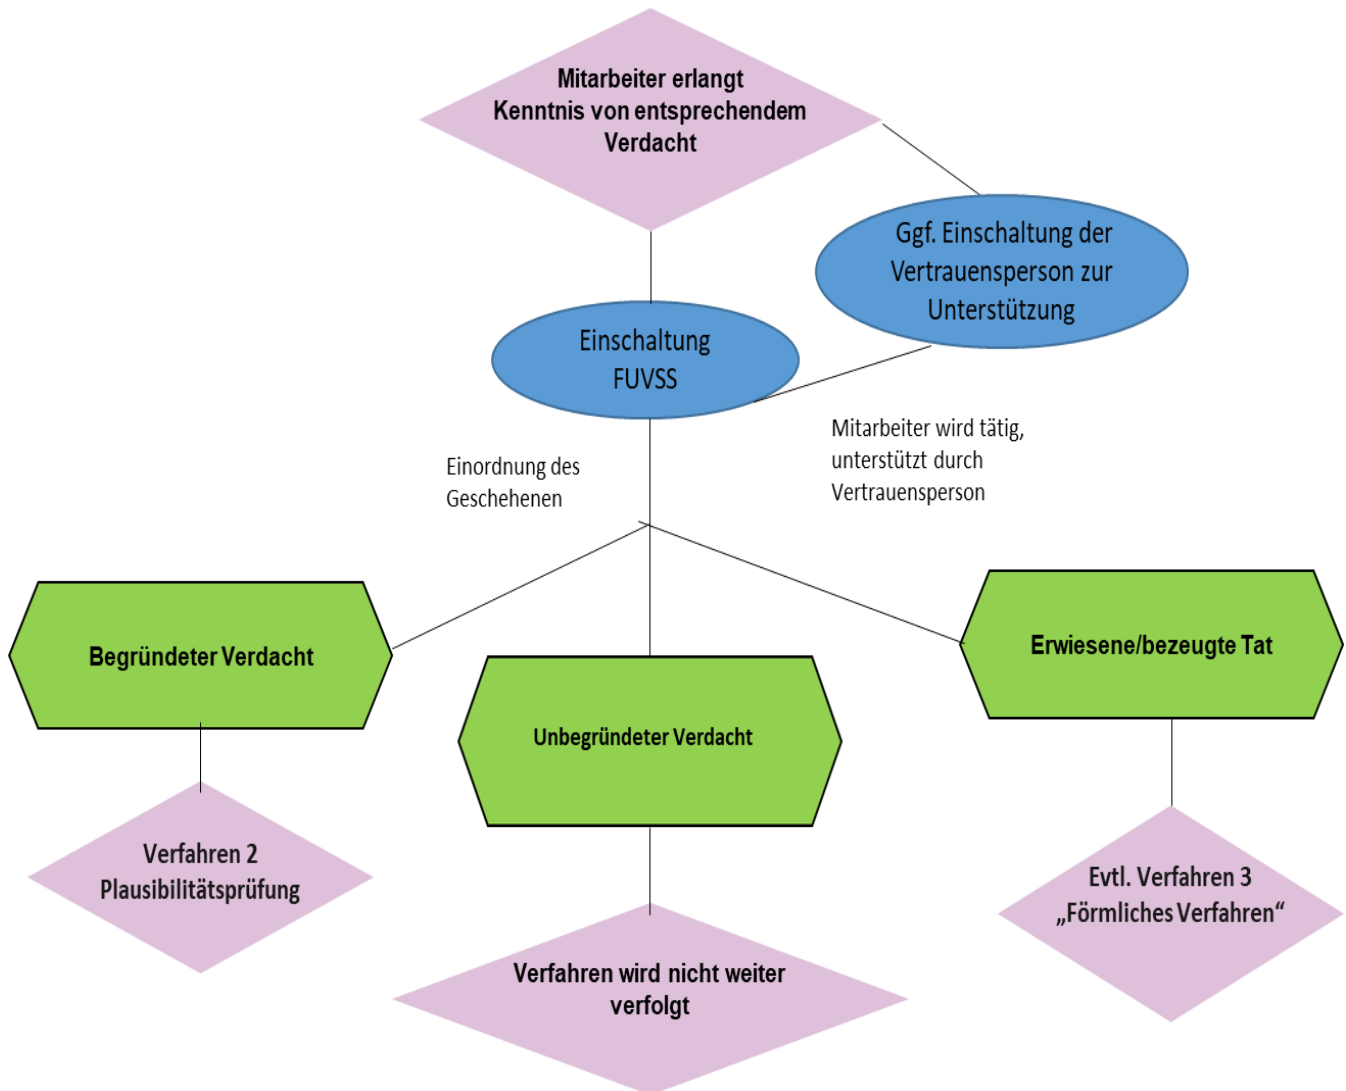 Mitarbeiter erlangt
Kenntnis von entsprechendem
Verdacht
Ggf. Einschaltung der
Vertrauensperson zur
Unterstützung
Einschaltung
FUVSS
Mitarbeiter wird tätig,
unterstützt durch
Vertrauensperson
Einordnung des
Geschehenen
Begründeter Verdacht
Unbegründeter Verdacht
Erwiesene/bezeugte Tat
Verfahren 2
Plausibilitätsprüfung
Verfahren wird nicht weiter
verfolgt
Evtl. Verfahren 3
„Förmliches Verfahren“